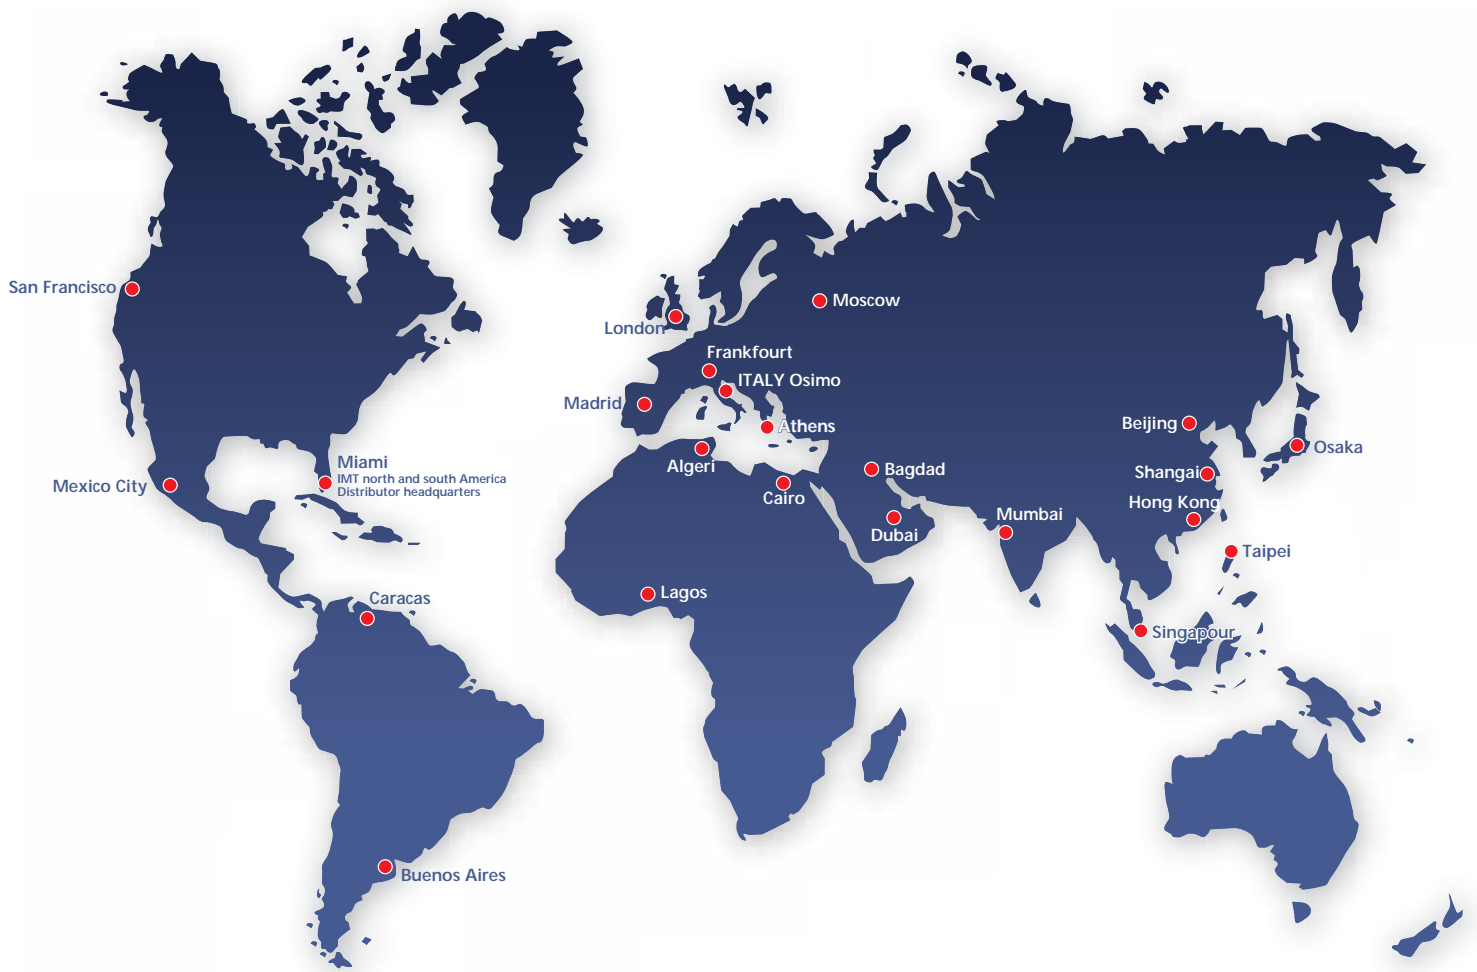 San Francisco
Moscow
London
Frankfourt
ITALY Osimo
Madrid
Athens
Beijing
Osaka
Algeri
Miami
IMT north and south America
Distributor headquarters
Bagdad
Shangai
Mexico City
Cairo
Hong Kong
Mumbai
Dubai
Taipei
Lagos
Caracas
Singapour
Buenos Aires